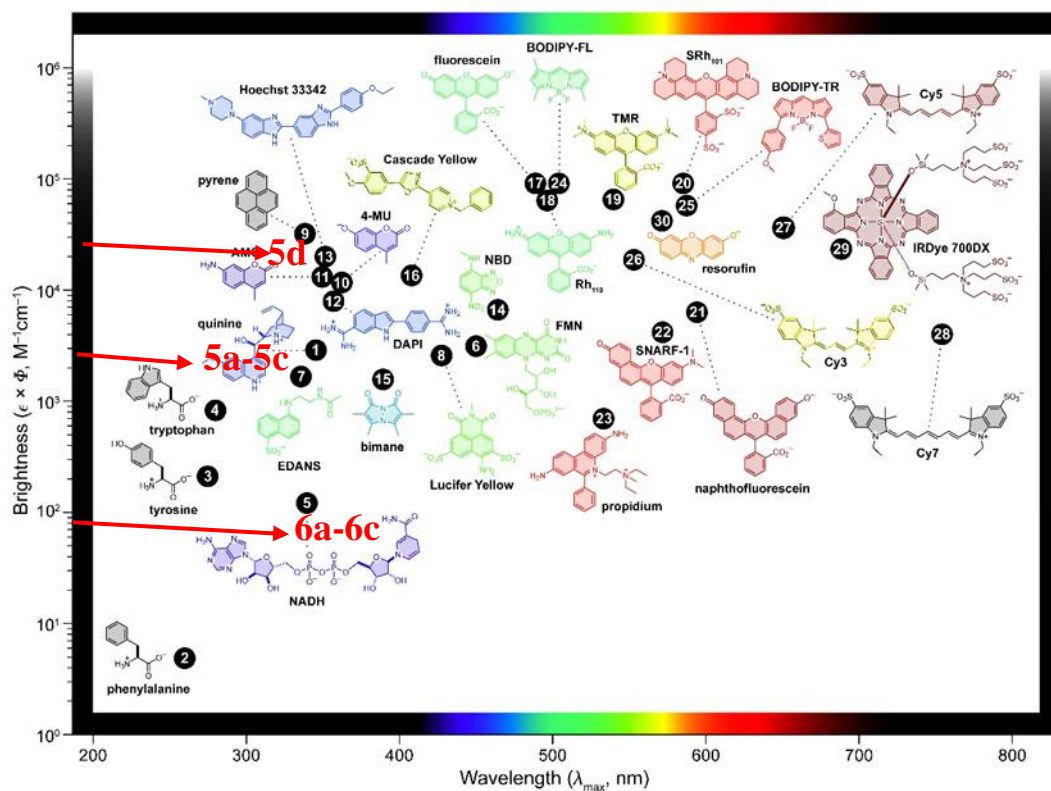 fluorescein
BODIPY-FL
SRh101
BODIPY-TR
Cy5
Hoechst 33342
TMR
Cascade Yellow
pyrene
4-MU
AMC
5d
NBD
Rh110
resorufin
IRDye 700DX
quinine
5a-5c
DAPI
FMN
SNARF-1
Cy3
tryptophan
EDANS
bimane
Lucifer Yellow
propidium
naphthofluorescein
Cy7
tyrosine
6a-6c
NADH
phenylalanine
1
2
3
4
5
6
7
8
9
10
11
12
13
14
15
16
17
18
19
20
21
22
23
24
25
26
27
28
29
30
Brightness (ϵ × Φ, M⁻¹cm⁻¹)
10⁶
10⁵
10⁴
10³
10²
10¹
10⁰
200 300 400 500 600 700 800
Wavelength (λmax, nm)